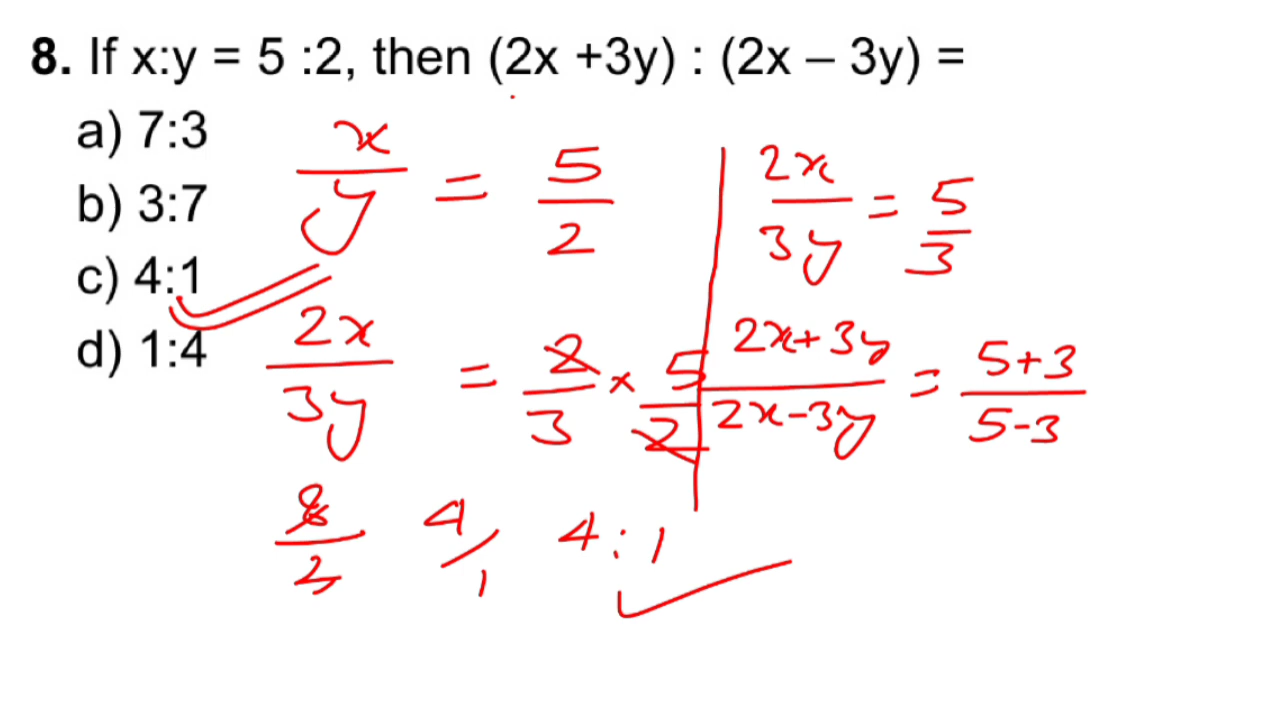 8. If x:y = 5 :2, then (2x +3y) : (2x – 3y) =
a) 7:3
b) 3:7
c) 4:1
d) 1:4
x/y = 5/2
2x/3y = 2/3 × 5/2
2x/3y = 5/3
2x+3y/2x-3y = 5+3/5-3
8/2 4/1 4:1